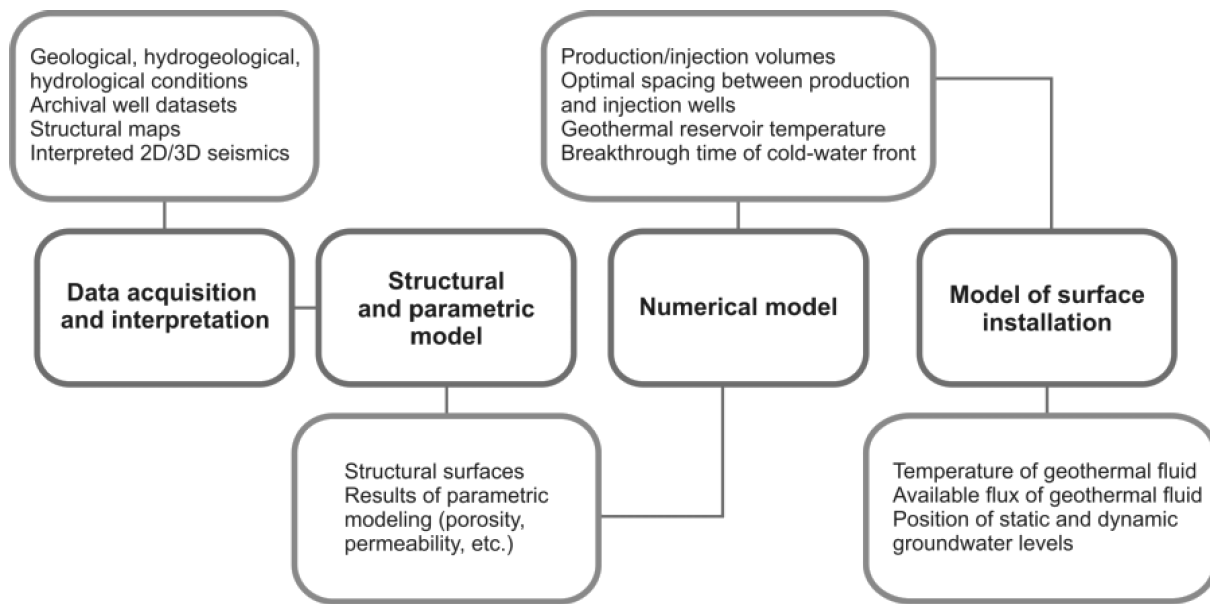 Geological, hydrogeological,
hydrological conditions
Archival well datasets
Structural maps
Interpreted 2D/3D seismics
Production/injection volumes
Optimal spacing between production
and injection wells
Geothermal reservoir temperature
Breakthrough time of cold-water front
Data acquisition
and interpretation
Structural
and parametric
model
Numerical model
Model of surface
installation
Structural surfaces
Results of parametric
modeling (porosity,
permeability, etc.)
Temperature of geothermal fluid
Available flux of geothermal fluid
Position of static and dynamic
groundwater levels